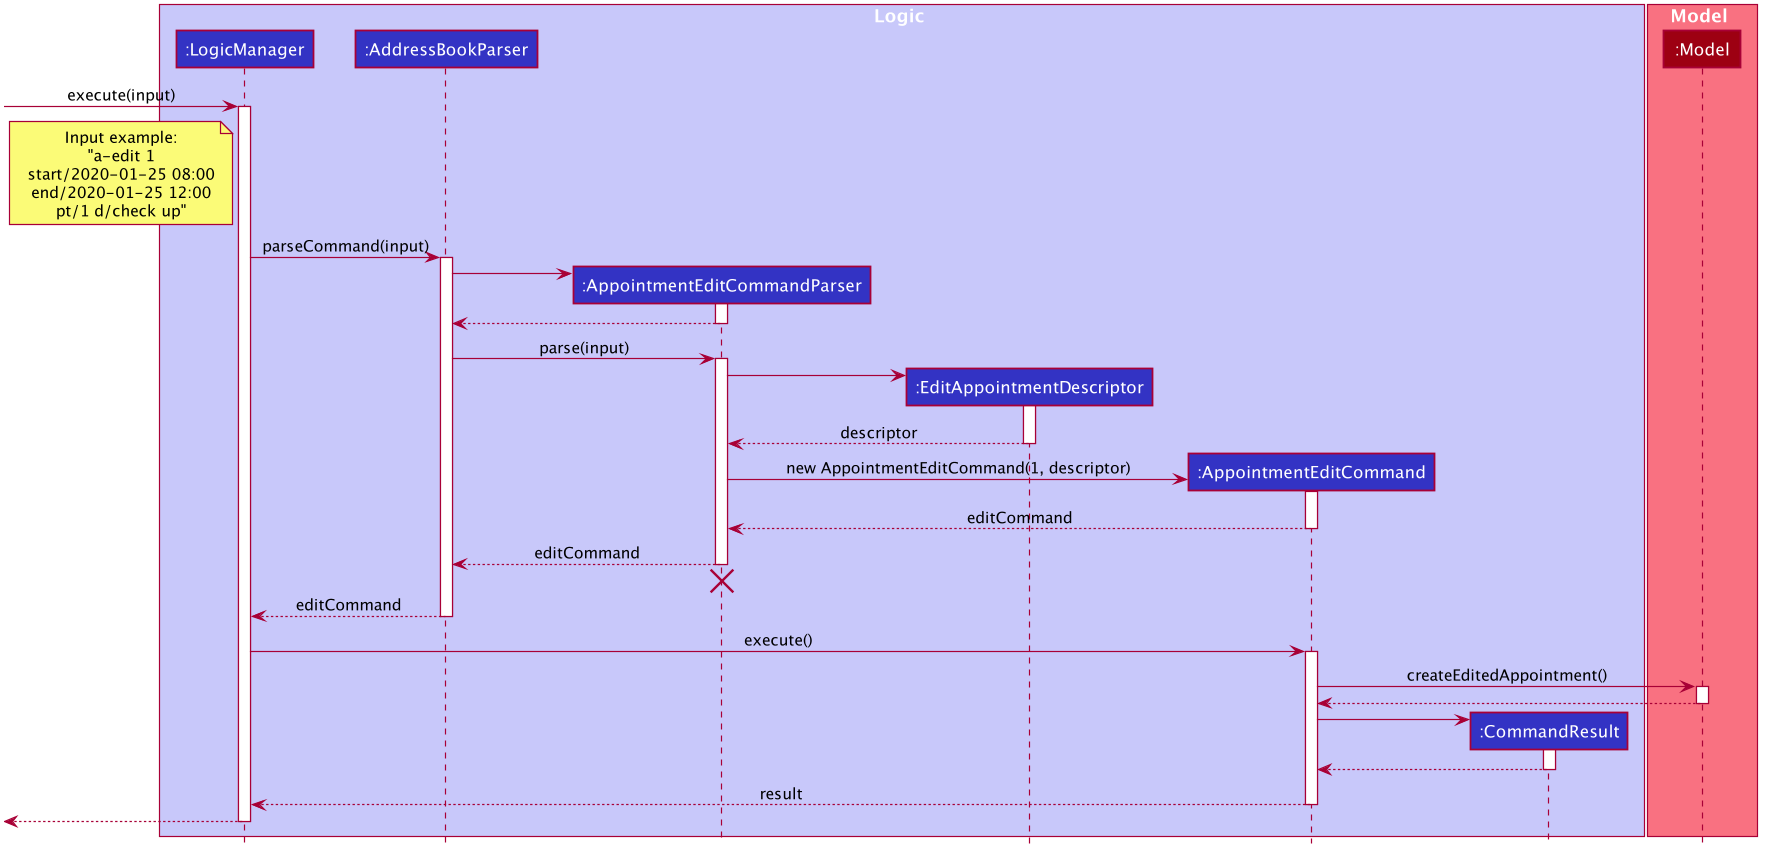 Logic
Model
:LogicManager
:AddressBookParser
:Model
execute(input)
Input example:
"a-edit 1
start/2020-01-25 08:00
end/2020-01-25 12:00
pt/1 d/check up"
parseCommand(input)
:AppointmentEditCommandParser
parse(input)
:EditAppointmentDescriptor
descriptor
new AppointmentEditCommand(1, descriptor)
:AppointmentEditCommand
editCommand
editCommand
editCommand
execute()
createEditedAppointment()
:CommandResult
result